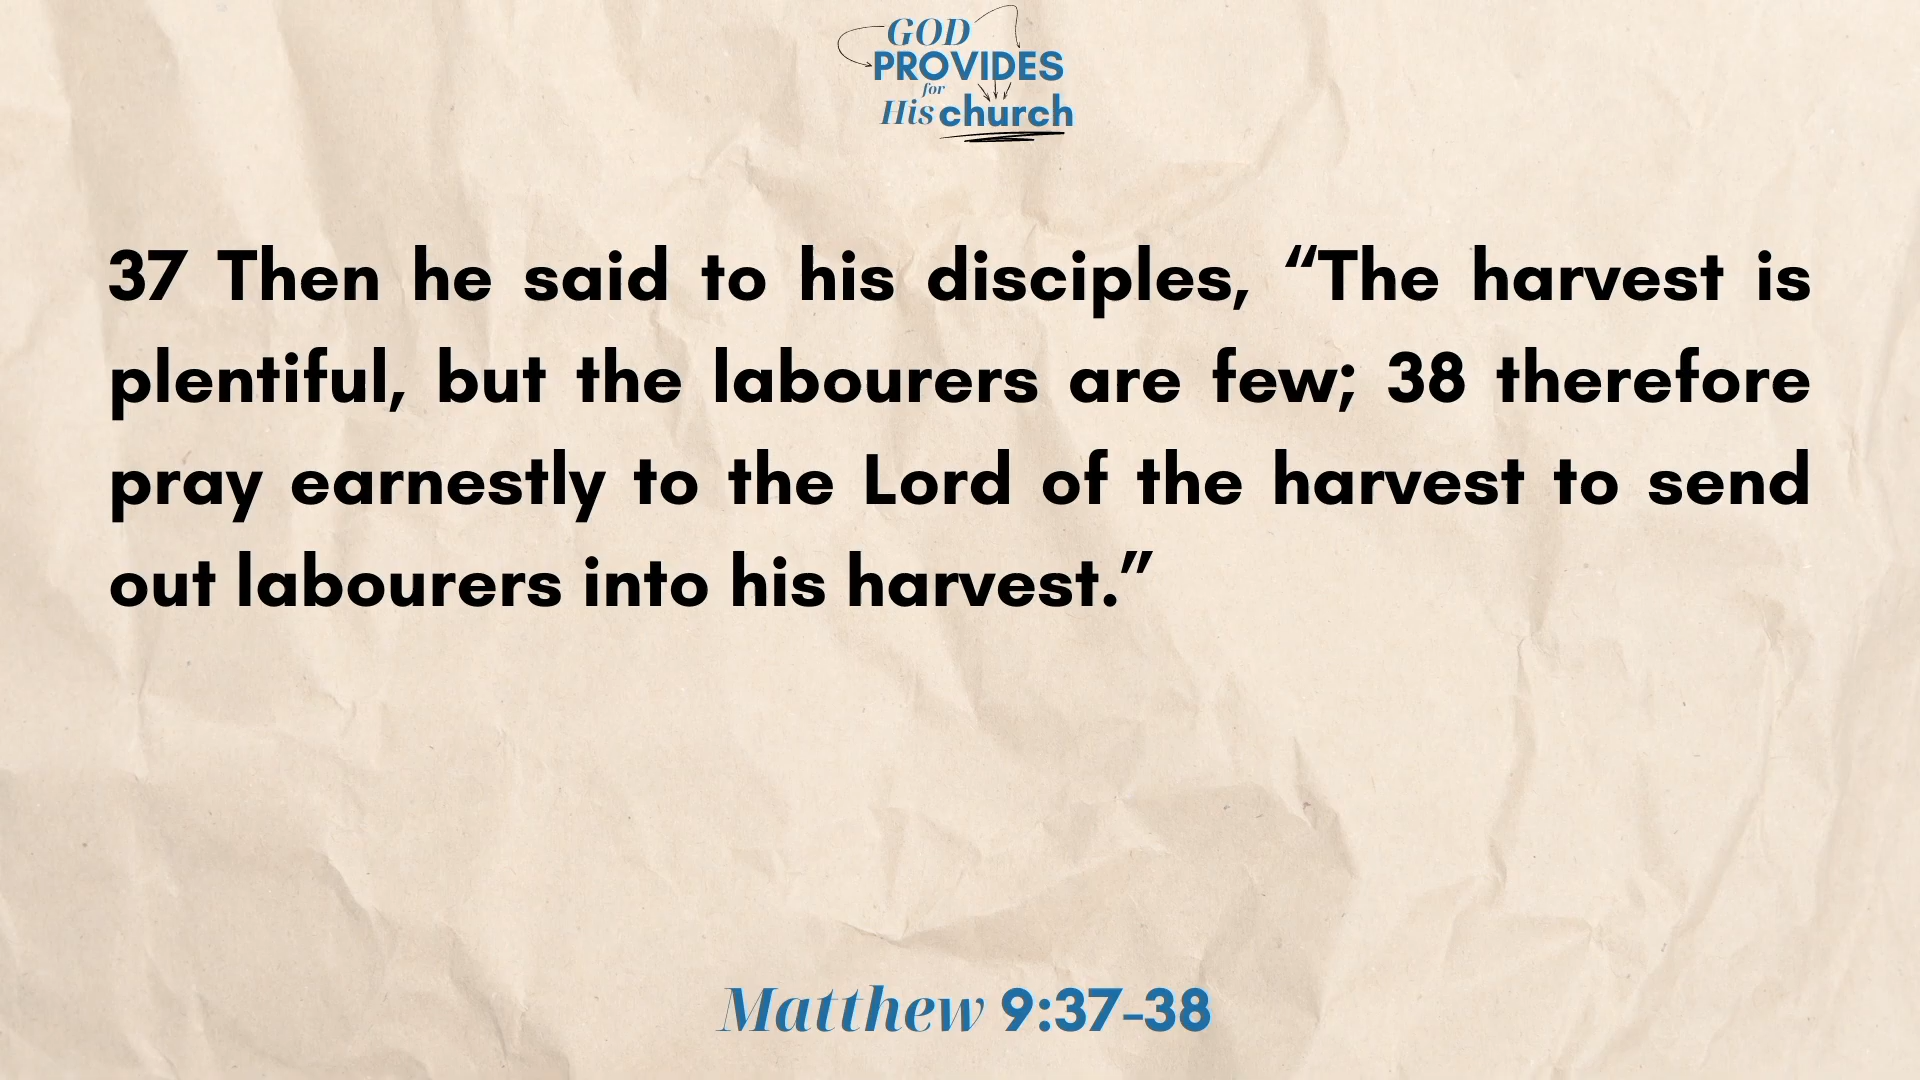 GOD
PROVIDES
for
His church
37 Then he said to his disciples, “The harvest is
plentiful, but the labourers are few; 38 therefore
pray earnestly to the Lord of the harvest to send
out labourers into his harvest.”
Matthew 9:37-38